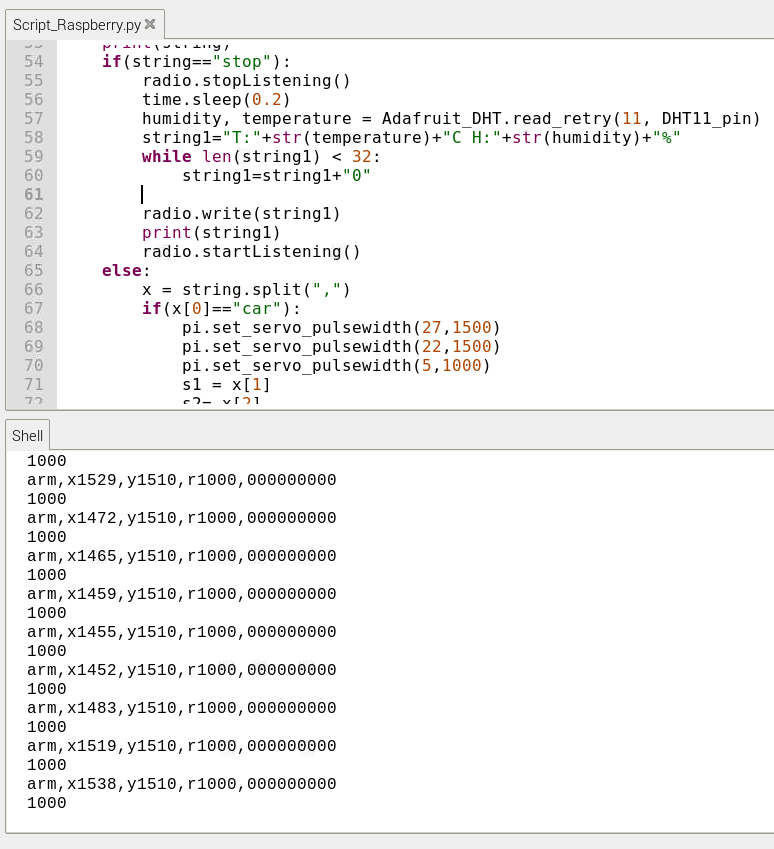 Script_Raspberry.py
53 print(string)
54 if(string=="stop"):
55 radio.stopListening()
56 time.sleep(0.2)
57 humidity, temperature = Adafruit_DHT.read_retry(11, DHT11_pin)
58 string1="T:"+str(temperature)+"C H:"+str(humidity)+"%"
59 while len(string1) < 32:
60 string1=string1+"0"
61
62 radio.write(string1)
63 print(string1)
64 radio.startListening()
65 else:
66 x = string.split(",")
67 if(x[0]=="car"):
68 pi.set_servo_pulsewidth(27,1500)
69 pi.set_servo_pulsewidth(22,1500)
70 pi.set_servo_pulsewidth(5,1000)
71 s1 = x[1]
72 s2= x[2]
Shell
1000
arm,x1529,y1510,r1000,000000000
1000
arm,x1472,y1510,r1000,000000000
1000
arm,x1465,y1510,r1000,000000000
1000
arm,x1459,y1510,r1000,000000000
1000
arm,x1455,y1510,r1000,000000000
1000
arm,x1452,y1510,r1000,000000000
1000
arm,x1483,y1510,r1000,000000000
1000
arm,x1519,y1510,r1000,000000000
1000
arm,x1538,y1510,r1000,000000000
1000